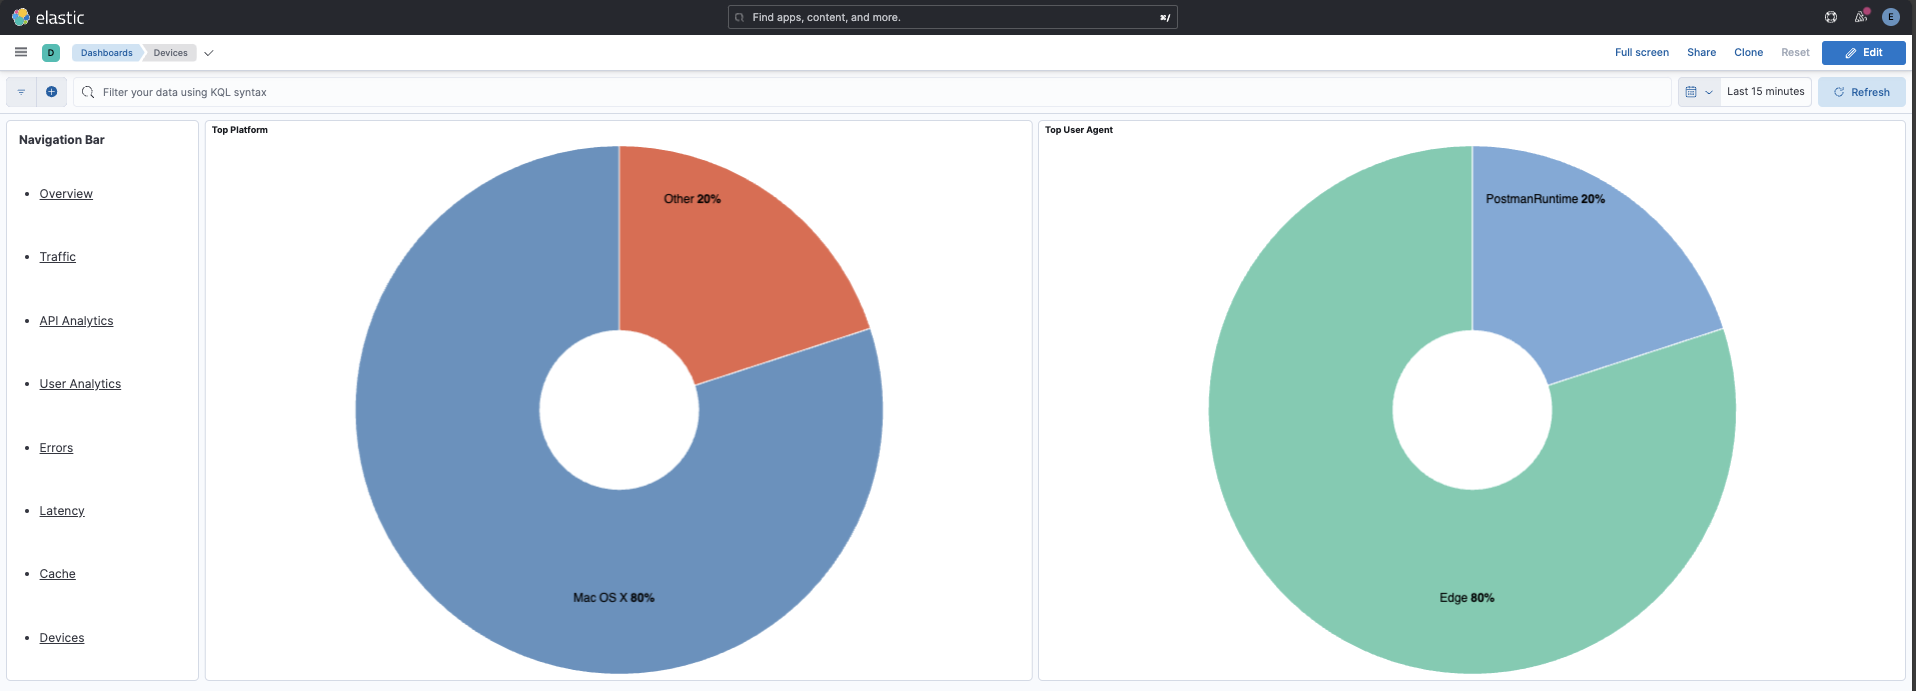 elastic
Find apps, content, and more.
⌘/
E
D
Dashboards
Devices
Full screen
Share
Clone
Reset
Edit
Filter your data using KQL syntax
Last 15 minutes
Refresh
Navigation Bar
• Overview
• Traffic
• API Analytics
• User Analytics
• Errors
• Latency
• Cache
• Devices
Top Platform
Other 20%
Mac OS X 80%
Top User Agent
PostmanRuntime 20%
Edge 80%